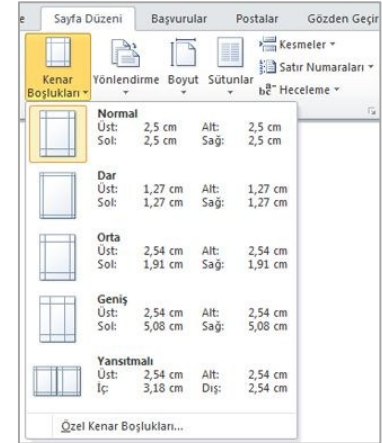 e Sayfa Düzeni Başvurular Postalar Gözden Geçir
Kenar Boşlukları
Yönlendirme
Boyut
Sütunlar
Kesmeler
Satır Numaraları
Heceleme
Normal
Üst: 2,5 cm Alt: 2,5 cm
Sol: 2,5 cm Sağ: 2,5 cm
Dar
Üst: 1,27 cm Alt: 1,27 cm
Sol: 1,27 cm Sağ: 1,27 cm
Orta
Üst: 2,54 cm Alt: 2,54 cm
Sol: 1,91 cm Sağ: 1,91 cm
Geniş
Üst: 2,54 cm Alt: 2,54 cm
Sol: 5,08 cm Sağ: 5,08 cm
Yansıtmalı
Üst: 2,54 cm Alt: 2,54 cm
İç: 3,18 cm Dış: 2,54 cm
Özel Kenar Boşlukları...